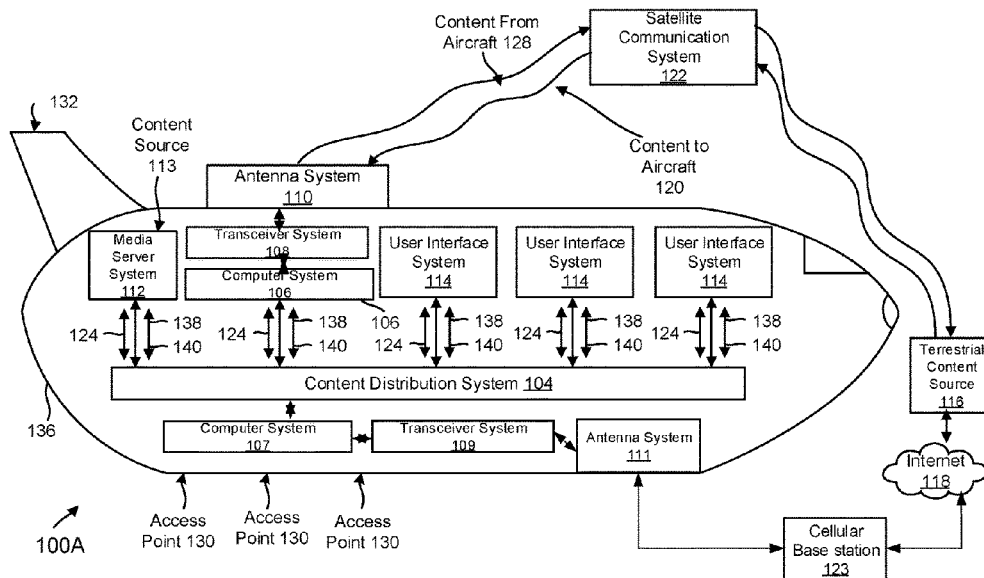 Content From
Aircraft 128
Satellite
Communication
System
122
132
Content
Source
113
Content to
Aircraft
120
Antenna System
110
Media
Server
System
112
Transceiver System
108
Computer System
106
106
User Interface
System
114
User Interface
System
114
User Interface
System
114
124
138
140
124
138
140
124
138
140
124
138
140
124
138
140
Content Distribution System 104
Terrestrial
Content
Source
116
136
Computer System
107
Transceiver System
109
Antenna System
111
Internet
118
Access
Point 130
Access
Point 130
Access
Point 130
100A
Cellular
Base station
123